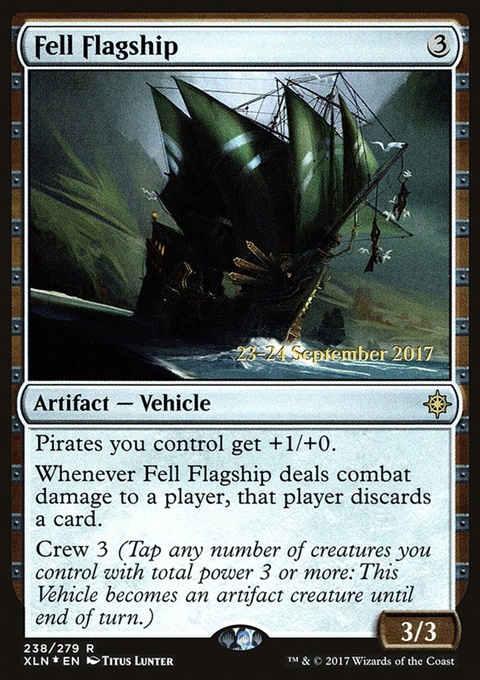 Fell Flagship 3
23–24 September 2017
Artifact — Vehicle
Pirates you control get +1/+0.
Whenever Fell Flagship deals combat
damage to a player, that player discards
a card.
Crew 3 (Tap any number of creatures you
control with total power 3 or more: This
Vehicle becomes an artifact creature until
end of turn.)
3/3
238/279 R
XLN★EN Titus Lunter
™ & © 2017 Wizards of the Coast